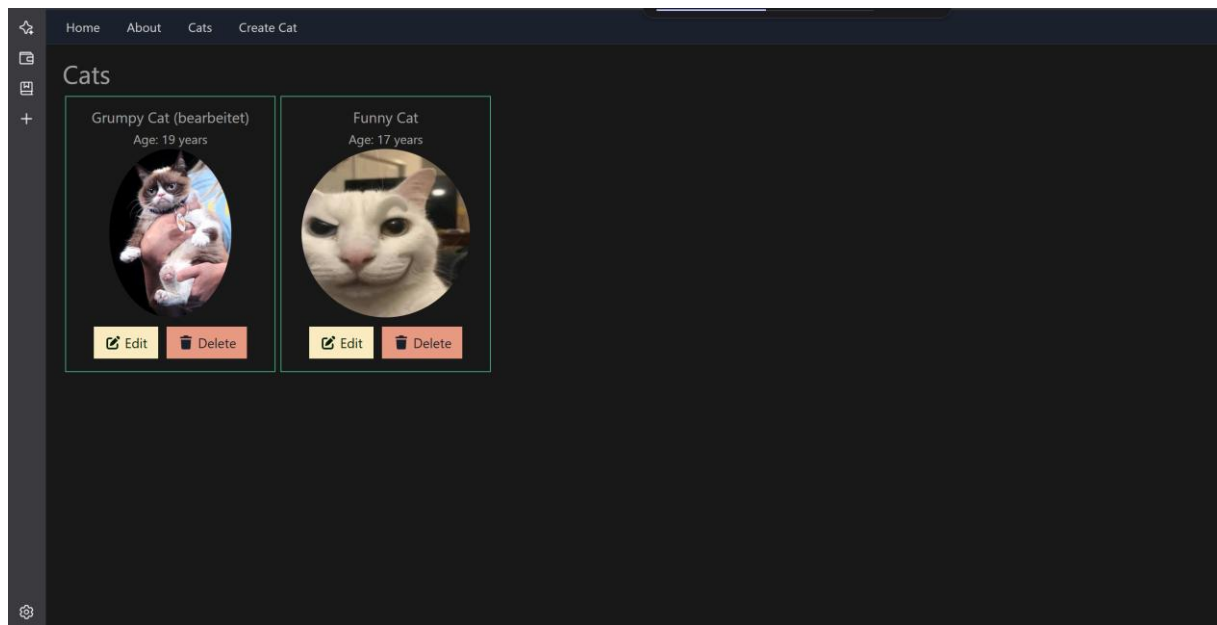 Home About Cats Create Cat
Cats
Grumpy Cat (bearbeitet)
Age: 19 years
Edit Delete
Funny Cat
Age: 17 years
Edit Delete